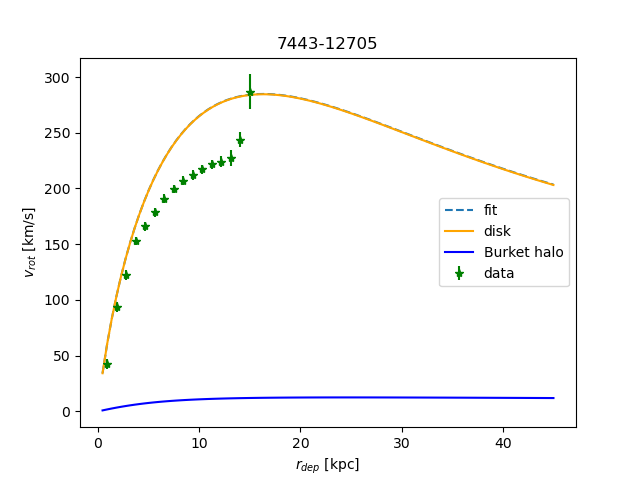 7443-12705
300
250
200
150
100
50
0
v_rot [km/s]
fit
disk
Burket halo
data
0 10 20 30 40
r_dep [kpc]